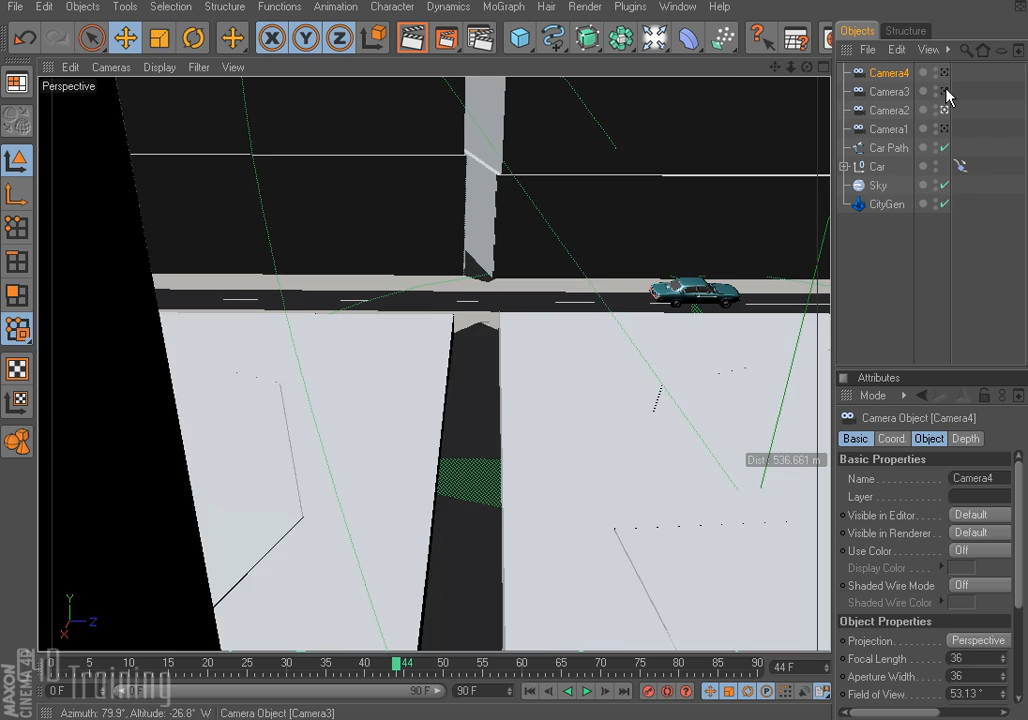 File Edit Objects Tools Selection Structure Functions Animation Character Dynamics MoGraph Hair Render Plugins Window Help
X Y Z
Objects Structure
File Edit View
Edit Cameras Display Filter View
Perspective
Camera4
Camera3
Camera2
Camera1
Car Path
Car
Sky
CityGen
Dist: 536.661 m
Y
Z
X
Attributes
Mode
Camera Object [Camera4]
Basic Coord. Object Depth
Basic Properties
Name Camera4
Layer
Visible in Editor Default
Visible in Renderer Default
Use Color Off
Display Color
Shaded Wire Mode Off
Shaded Wire Color
Object Properties
Projection Perspective
Focal Length 36
Aperture Width 36
Field of View 53.13 °
0 5 10 15 20 25 30 35 44 50 55 60 65 70 75 80 85 90 44 F
0 F 0 F 90 F 90 F
MAXON
CINEMA 4D
Training
Azimuth: 79.9°, Altitude: -26.8° W Camera Object [Camera3]